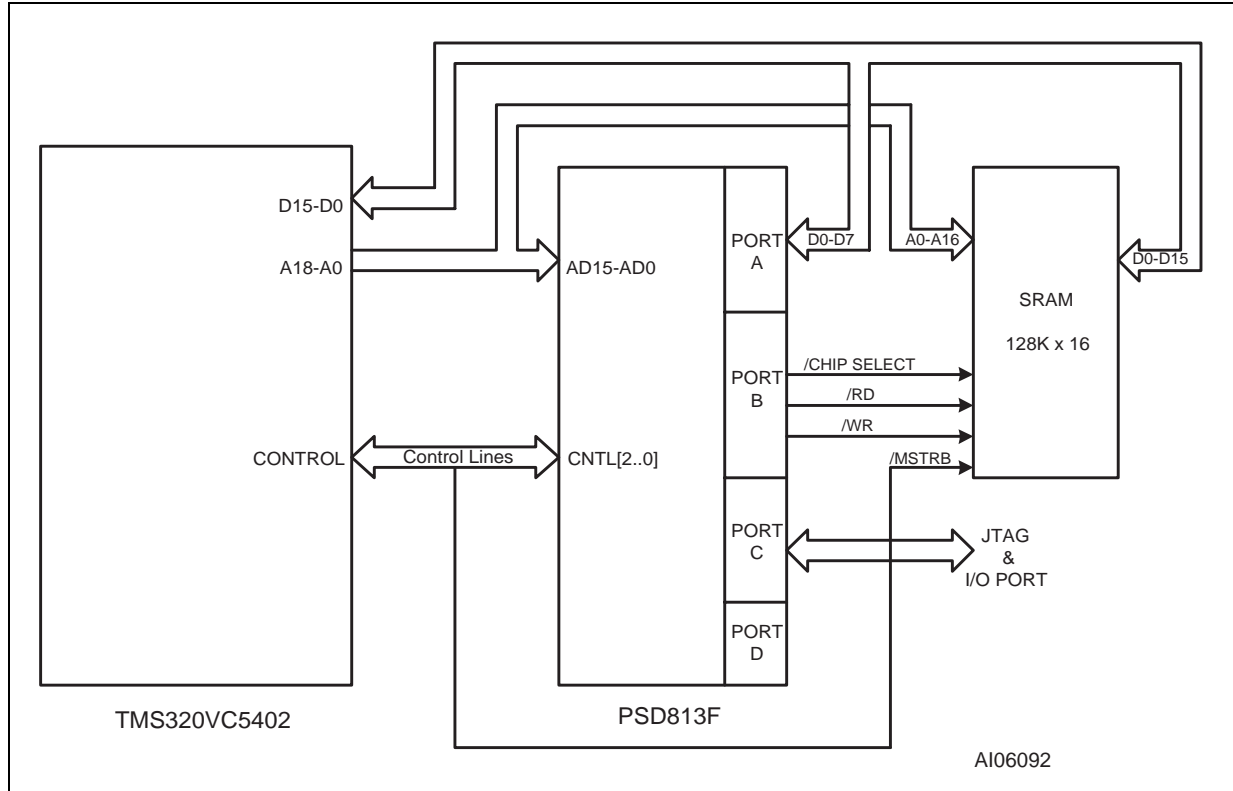 D15-D0
A18-A0
CONTROL
TMS320VC5402
Control Lines
AD15-AD0
CNTL[2..0]
PORT
A
PORT
B
PORT
C
PORT
D
PSD813F
D0-D7
A0-A16
/CHIP SELECT
/RD
/WR
/MSTRB
SRAM
128K x 16
D0-D15
JTAG
&
I/O PORT
AI06092